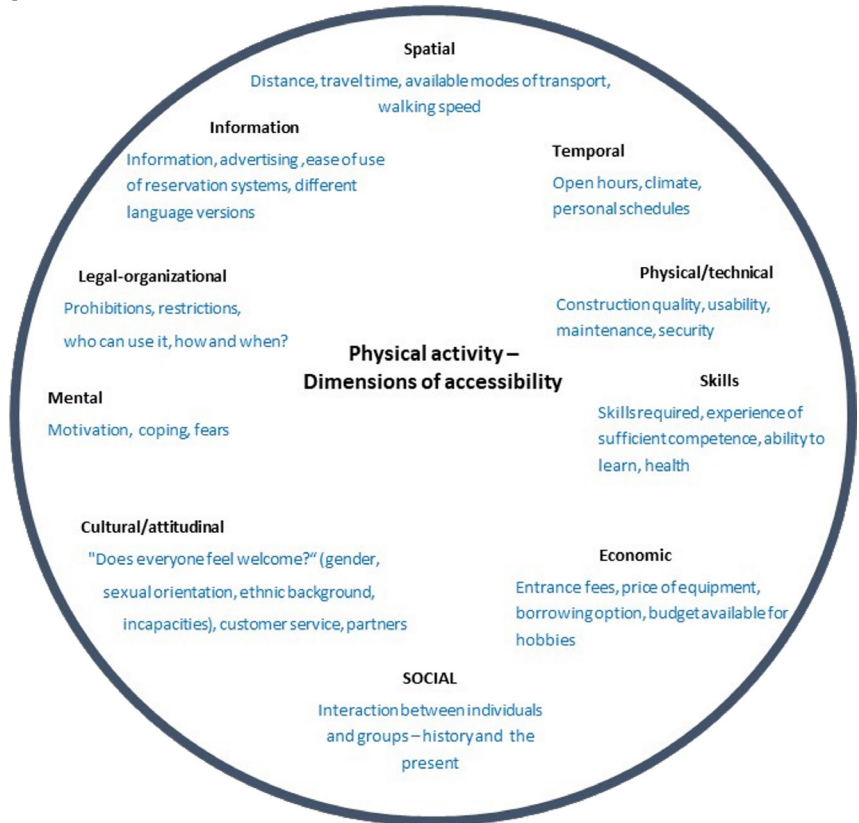 Spatial
Distance, travel time, available modes of transport,
walking speed
Information
Information, advertising ,ease of use
of reservation systems, different
language versions
Temporal
Open hours, climate,
personal schedules
Legal-organizational
Prohibitions, restrictions,
who can use it, how and when?
Physical/technical
Construction quality, usability,
maintenance, security
Physical activity –
Dimensions of accessibility
Mental
Motivation, coping, fears
Skills
Skills required, experience of
sufficient competence, ability to
learn, health
Cultural/attitudinal
"Does everyone feel welcome?“ (gender,
sexual orientation, ethnic background,
incapacities), customer service, partners
Economic
Entrance fees, price of equipment,
borrowing option, budget available for
hobbies
SOCIAL
Interaction between individuals
and groups – history and the
present